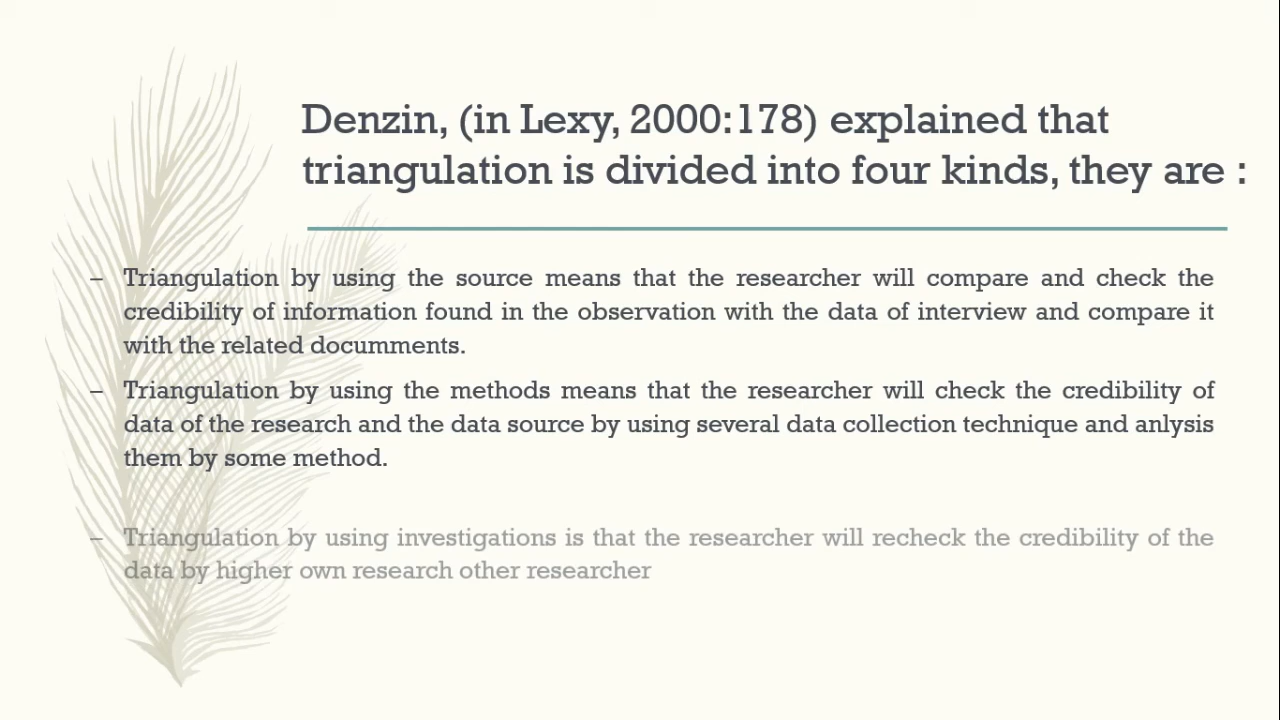 Denzin, (in Lexy, 2000:178) explained that
triangulation is divided into four kinds, they are :
– Triangulation by using the source means that the researcher will compare and check the
credibility of information found in the observation with the data of interview and compare it
with the related documments.
– Triangulation by using the methods means that the researcher will check the credibility of
data of the research and the data source by using several data collection technique and anlysis
them by some method.
– Triangulation by using investigations is that the researcher will recheck the credibility of the
data by higher own research other researcher